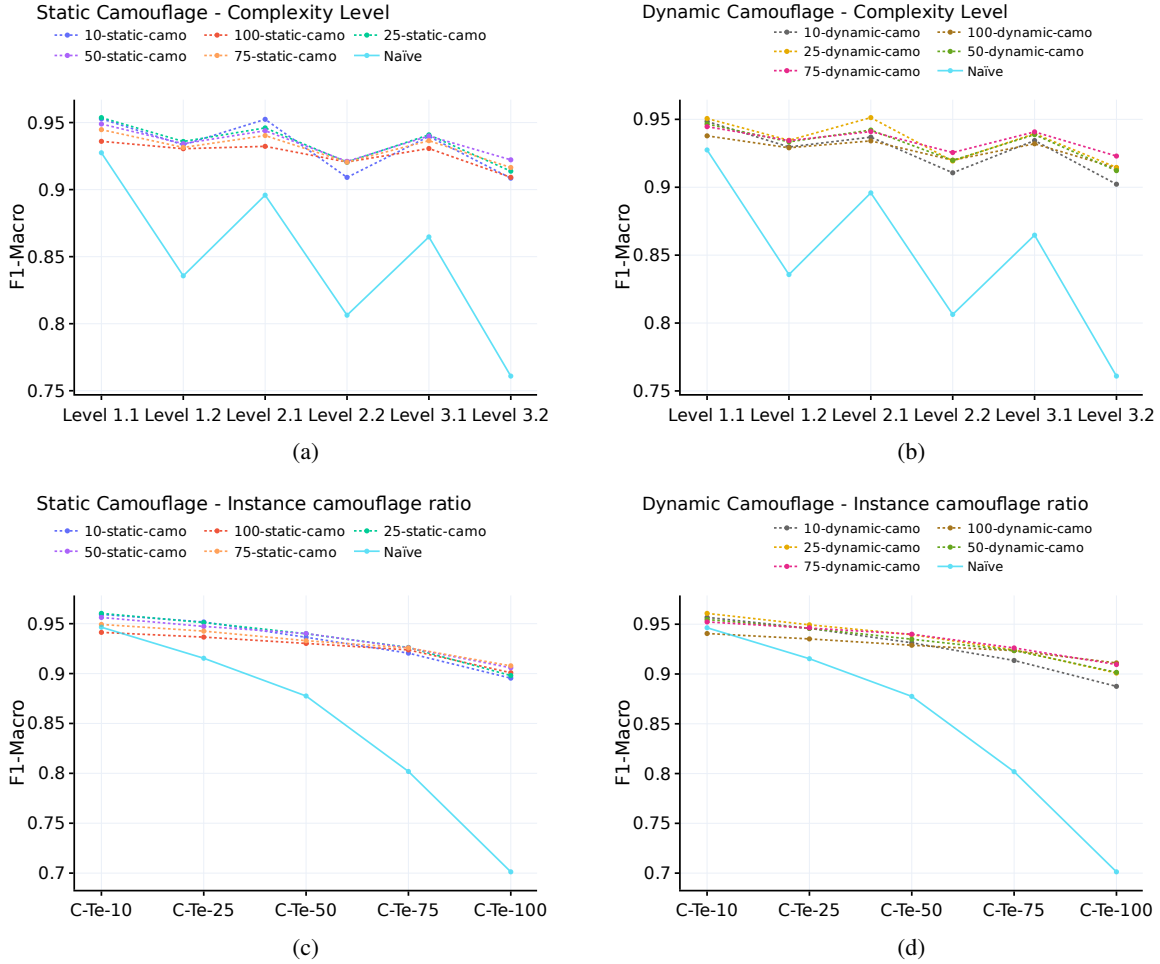 Static Camouflage - Complexity Level
10-static-camo 100-static-camo 25-static-camo
50-static-camo 75-static-camo Naïve
F1-Macro
0.95
0.9
0.85
0.8
0.75
Level 1.1 Level 1.2 Level 2.1 Level 2.2 Level 3.1 Level 3.2
(a)
Dynamic Camouflage - Complexity Level
10-dynamic-camo 100-dynamic-camo
25-dynamic-camo 50-dynamic-camo
75-dynamic-camo Naïve
F1-Macro
0.95
0.9
0.85
0.8
0.75
Level 1.1 Level 1.2 Level 2.1 Level 2.2 Level 3.1 Level 3.2
(b)
Static Camouflage - Instance camouflage ratio
10-static-camo 100-static-camo 25-static-camo
50-static-camo 75-static-camo Naïve
F1-Macro
0.95
0.9
0.85
0.8
0.75
0.7
C-Te-10 C-Te-25 C-Te-50 C-Te-75 C-Te-100
(c)
Dynamic Camouflage - Instance camouflage ratio
10-dynamic-camo 100-dynamic-camo
25-dynamic-camo 50-dynamic-camo
75-dynamic-camo Naïve
F1-Macro
0.95
0.9
0.85
0.8
0.75
0.7
C-Te-10 C-Te-25 C-Te-50 C-Te-75 C-Te-100
(d)